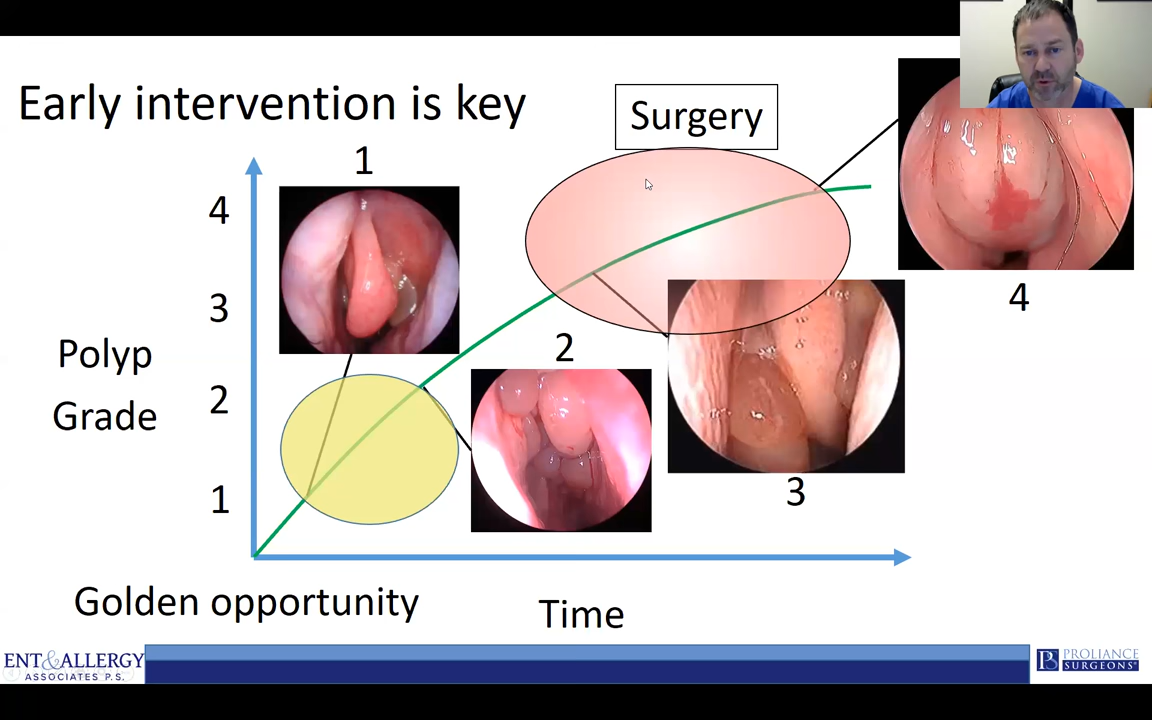 Early intervention is key
Surgery
1
4
3
2
1
Polyp
Grade
2
3
4
Golden opportunity
Time
ENT&ALLERGY
ASSOCIATES P.S.
PS PROLIANCE
SURGEONS®